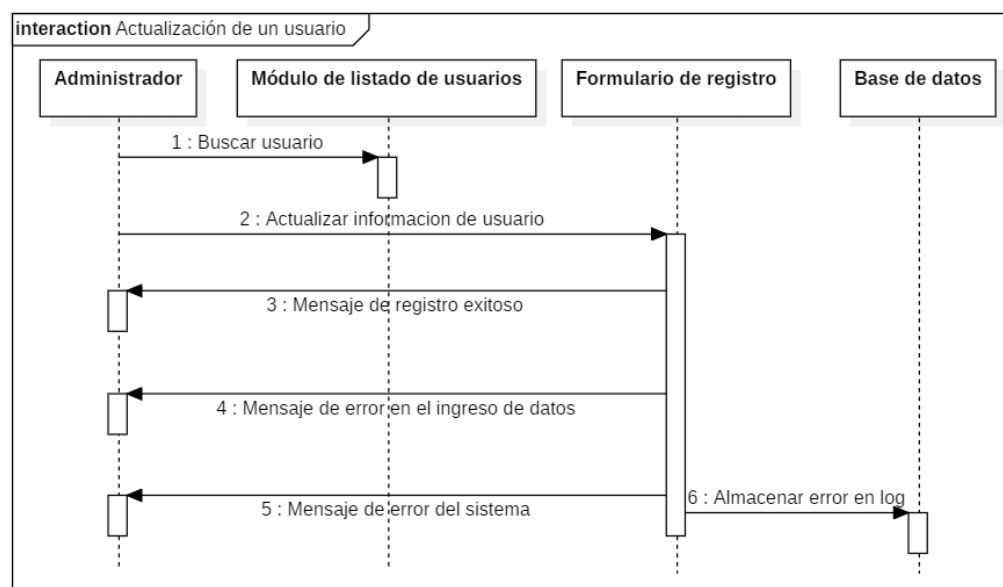 interaction Actualización de un usuario
Administrador
Módulo de listado de usuarios
Formulario de registro
Base de datos
1 : Buscar usuario
2 : Actualizar informacion de usuario
3 : Mensaje de registro exitoso
4 : Mensaje de error en el ingreso de datos
5 : Mensaje de error del sistema
6 : Almacenar error en log